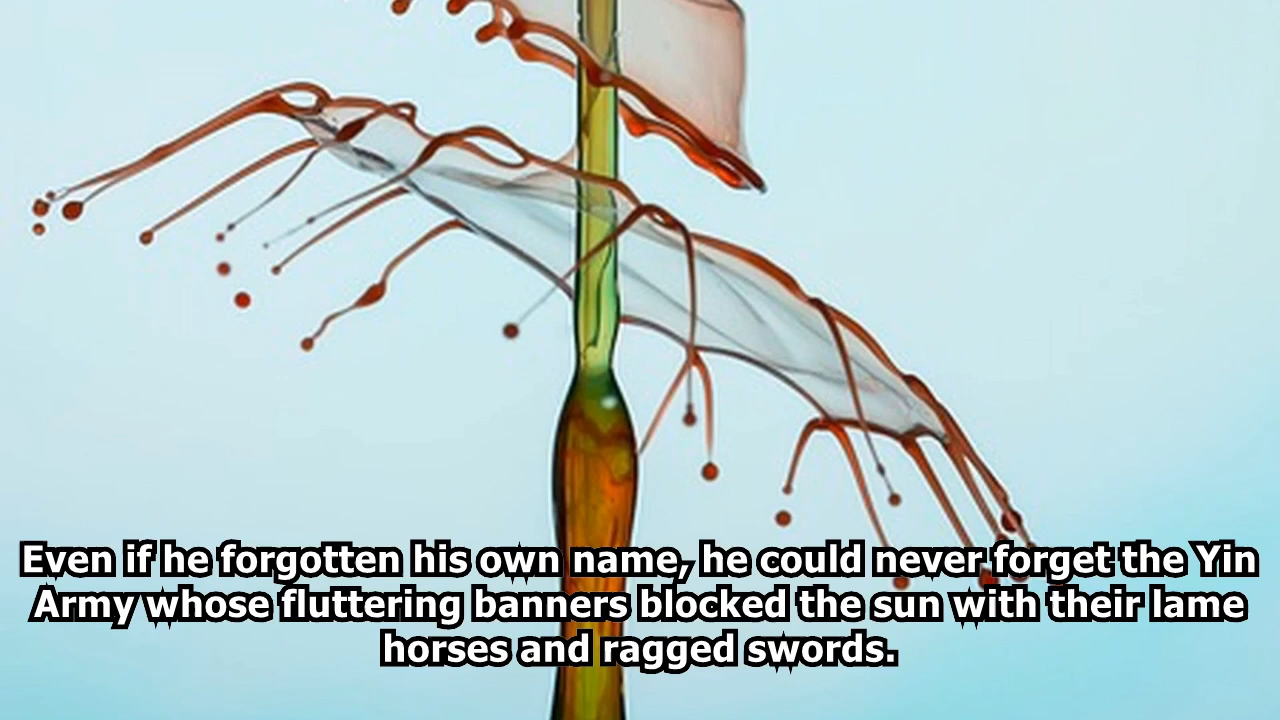 Even if he forgotten his own name, he could never forget the Yin
Army whose fluttering banners blocked the sun with their lame
horses and ragged swords.